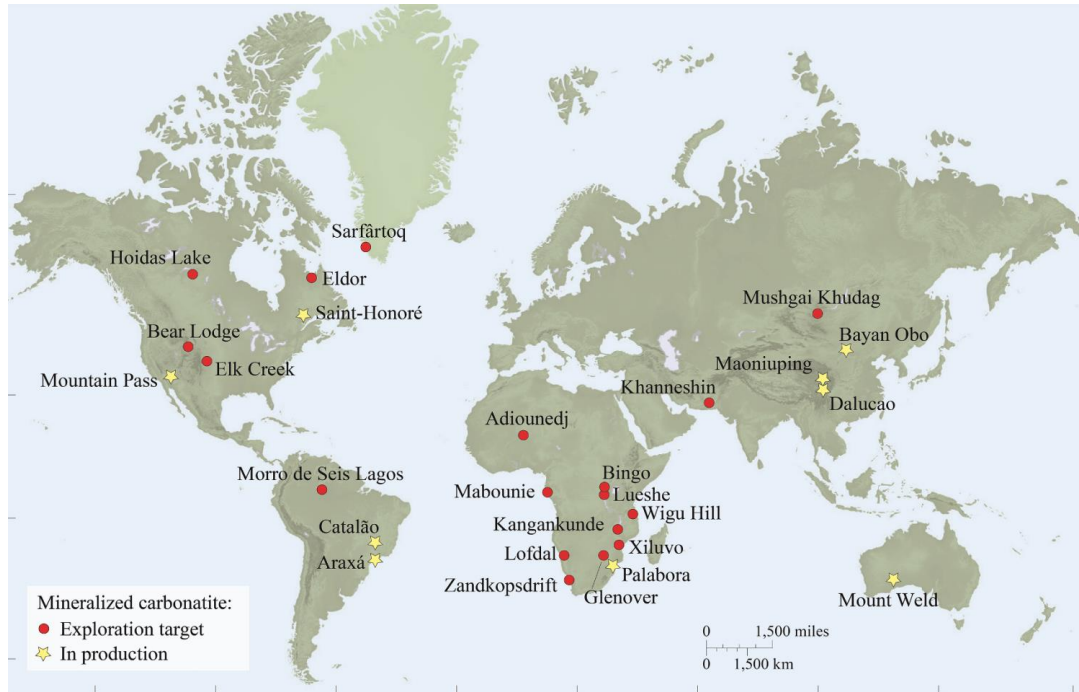 Sarfârtoq
Hoidas Lake
Eldor
Saint-Honoré
Mushgai Khudag
Bear Lodge
Bayan Obo
Elk Creek
Maoniuping
Mountain Pass
Khanneshin
Dalucao
Adiounedj
Morro de Seis Lagos
Bingo
Mabounie
Lueshe
Wigu Hill
Catalão
Kangankunde
Xiluvo
Lofdal
Araxá
Palabora
Zandkopsdrift
Glenover
Mount Weld
Mineralized carbonatite:
Exploration target
In production
0 1,500 miles
0 1,500 km